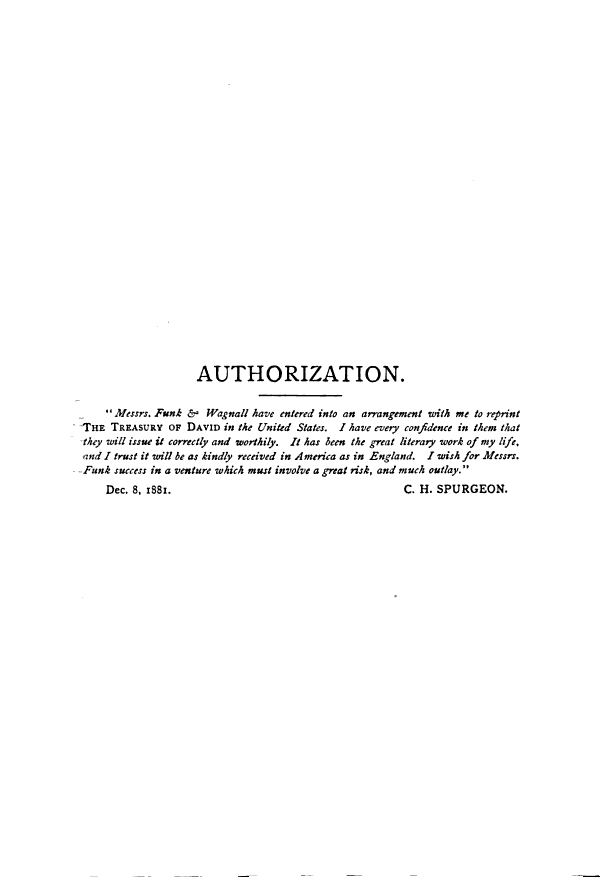 AUTHORIZATION.
"Messrs. Funk & Wagnall have entered into an arrangement with me to reprint
THE TREASURY OF DAVID in the United States. I have every confidence in them that
they will issue it correctly and worthily. It has been the great literary work of my life,
and I trust it will be as kindly received in America as in England. I wish for Messrs.
Funk success in a venture which must involve a great risk, and much outlay."
Dec. 8, 1881. C. H. SPURGEON.